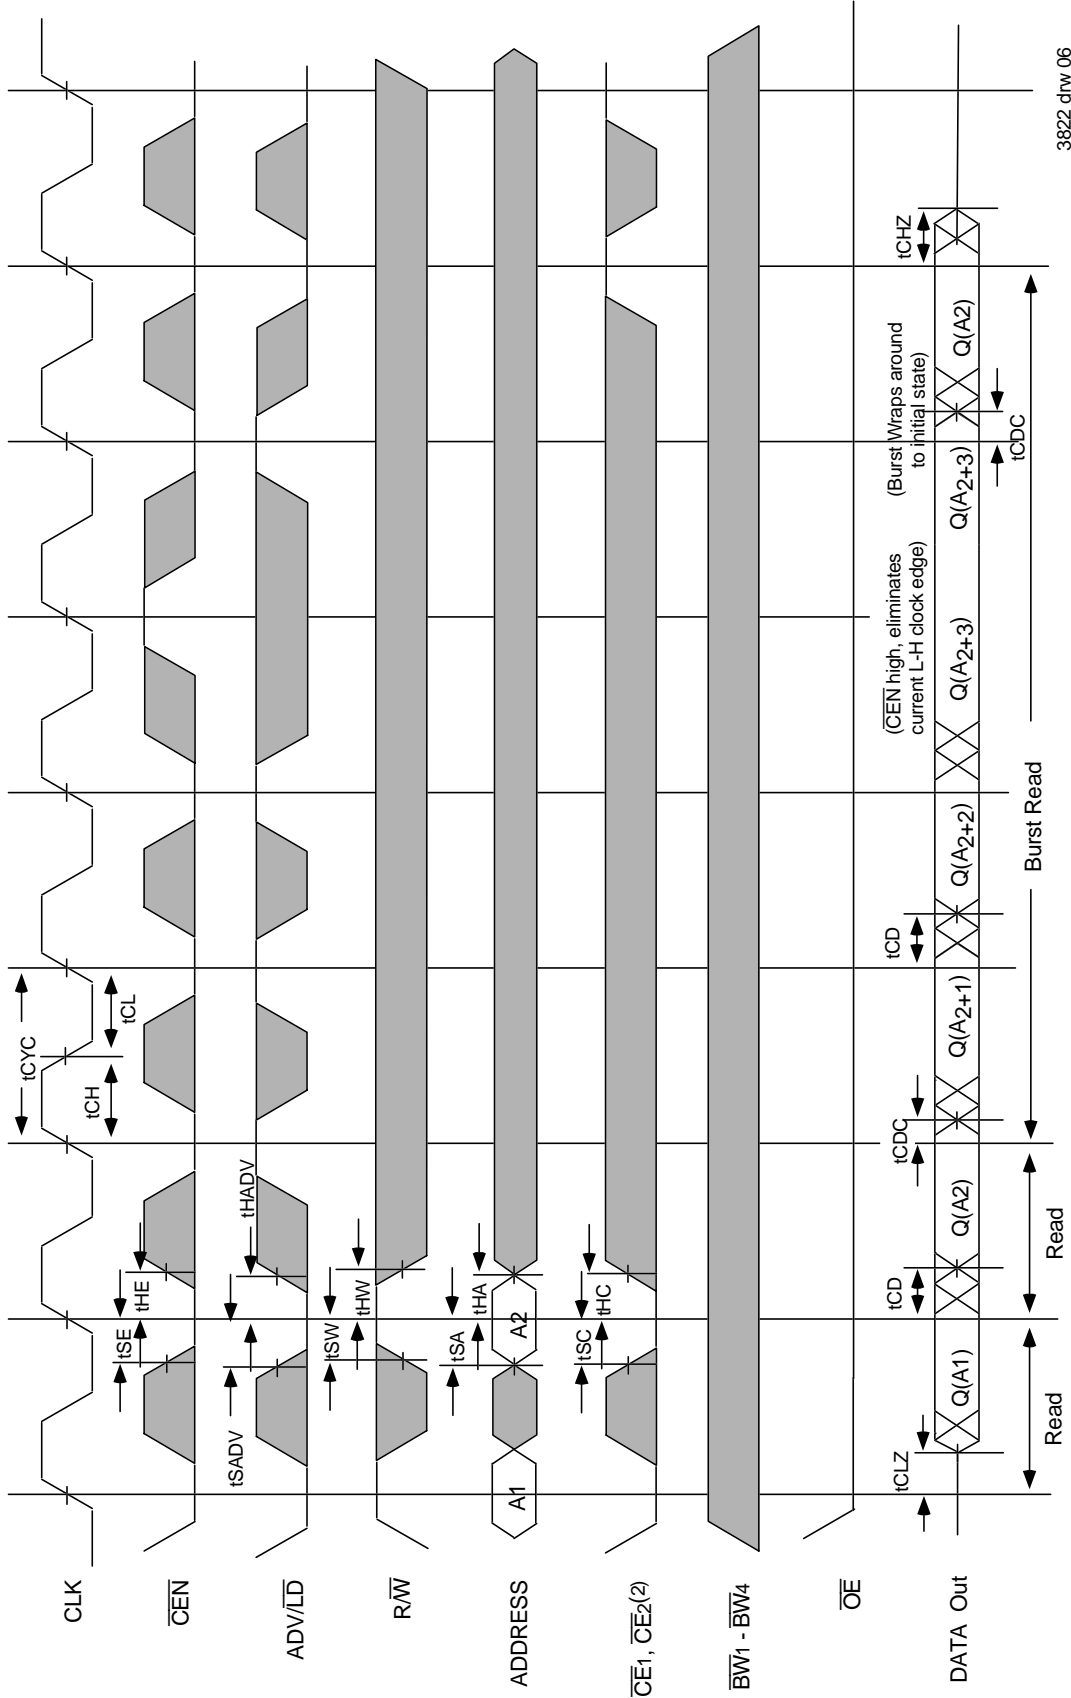 tCYC
tCH
tCL
CLK
tSE
tHE
CEN
tSADV
tHADV
ADV/LD
tSW
tHW
R/W
tSA
tHA
A1
A2
ADDRESS
tSC
tHC
CE1, CE2(2)
BW1 - BW4
OE
(CEN high, eliminates
current L-H clock edge)
(Burst Wraps around
to initial state)
tCLZ
tCD
tCDC
tCD
tCHZ
Q(A1)
Q(A2)
Q(A2+1)
Q(A2+2)
Q(A2+3)
Q(A2+3)
Q(A2)
DATA Out
tCDC
Read
Read
Burst Read
3822 drw 06